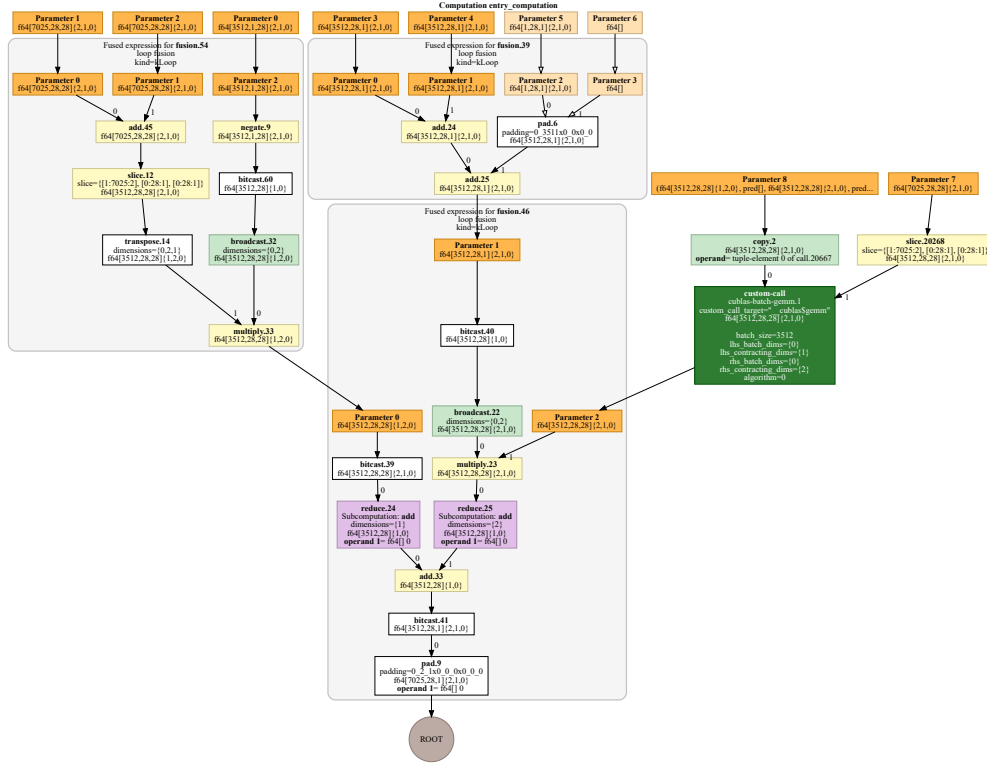 Computation entry_computation
Parameter 1
f64[7025,28,28]{2,1,0}
Parameter 2
f64[7025,28,28]{2,1,0}
Parameter 0
f64[3512,1,28]{2,1,0}
Parameter 3
f64[3512,28,1]{2,1,0}
Parameter 4
f64[3512,28,1]{2,1,0}
Parameter 5
f64[1,28,1]{2,1,0}
Parameter 6
f64[]
Fused expression for fusion.54
loop fusion
kind=kLoop
Parameter 0
f64[7025,28,28]{2,1,0}
Parameter 1
f64[7025,28,28]{2,1,0}
Parameter 2
f64[3512,1,28]{2,1,0}
0
1
add.45
f64[7025,28,28]{2,1,0}
negate.9
f64[3512,1,28]{2,1,0}
slice.12
slice={[1:7025:2], [0:28:1], [0:28:1]}
f64[3512,28,28]{2,1,0}
bitcast.60
f64[3512,28]{1,0}
transpose.14
dimensions={0,2,1}
f64[3512,28,28]{1,2,0}
broadcast.32
dimensions={0,2}
f64[3512,28,28]{1,2,0}
1
0
multiply.33
f64[3512,28,28]{1,2,0}
Fused expression for fusion.39
loop fusion
kind=kLoop
Parameter 0
f64[3512,28,1]{2,1,0}
Parameter 1
f64[3512,28,1]{2,1,0}
Parameter 2
f64[1,28,1]{2,1,0}
Parameter 3
f64[]
0
1
0
1
add.24
f64[3512,28,1]{2,1,0}
pad.6
padding=0_3511x0_0x0_0
f64[3512,28,1]{2,1,0}
0
1
add.25
f64[3512,28,1]{2,1,0}
Parameter 8
(f64[3512,28,28]{1,2,0}, pred[], f64[3512,28,28]{2,1,0}, pred...
Parameter 7
f64[7025,28,28]{2,1,0}
copy.2
f64[3512,28,28]{2,1,0}
operand= tuple-element 0 of call.20667
slice.20268
slice={[1:7025:2], [0:28:1], [0:28:1]}
f64[3512,28,28]{2,1,0}
0
1
custom-call
cublas-batch-gemm.1
custom_call_target="__cublas$gemm"
f64[3512,28,28]{2,1,0}
batch_size=3512
lhs_batch_dims={0}
lhs_contracting_dims={1}
rhs_batch_dims={0}
rhs_contracting_dims={2}
algorithm=0
Fused expression for fusion.46
loop fusion
kind=kLoop
Parameter 1
f64[3512,28,1]{2,1,0}
bitcast.40
f64[3512,28]{1,0}
Parameter 0
f64[3512,28,28]{1,2,0}
broadcast.22
dimensions={0,2}
f64[3512,28,28]{2,1,0}
Parameter 2
f64[3512,28,28]{2,1,0}
0
1
bitcast.39
f64[3512,28,28]{2,1,0}
multiply.23
f64[3512,28,28]{2,1,0}
0
0
reduce.24
Subcomputation: add
dimensions={1}
f64[3512,28]{1,0}
operand 1= f64[] 0
reduce.25
Subcomputation: add
dimensions={2}
f64[3512,28]{1,0}
operand 1= f64[] 0
0
1
add.33
f64[3512,28]{1,0}
bitcast.41
f64[3512,28,1]{2,1,0}
0
pad.9
padding=0_2_1x0_0_0x0_0_0
f64[7025,28,1]{2,1,0}
operand 1= f64[] 0
ROOT